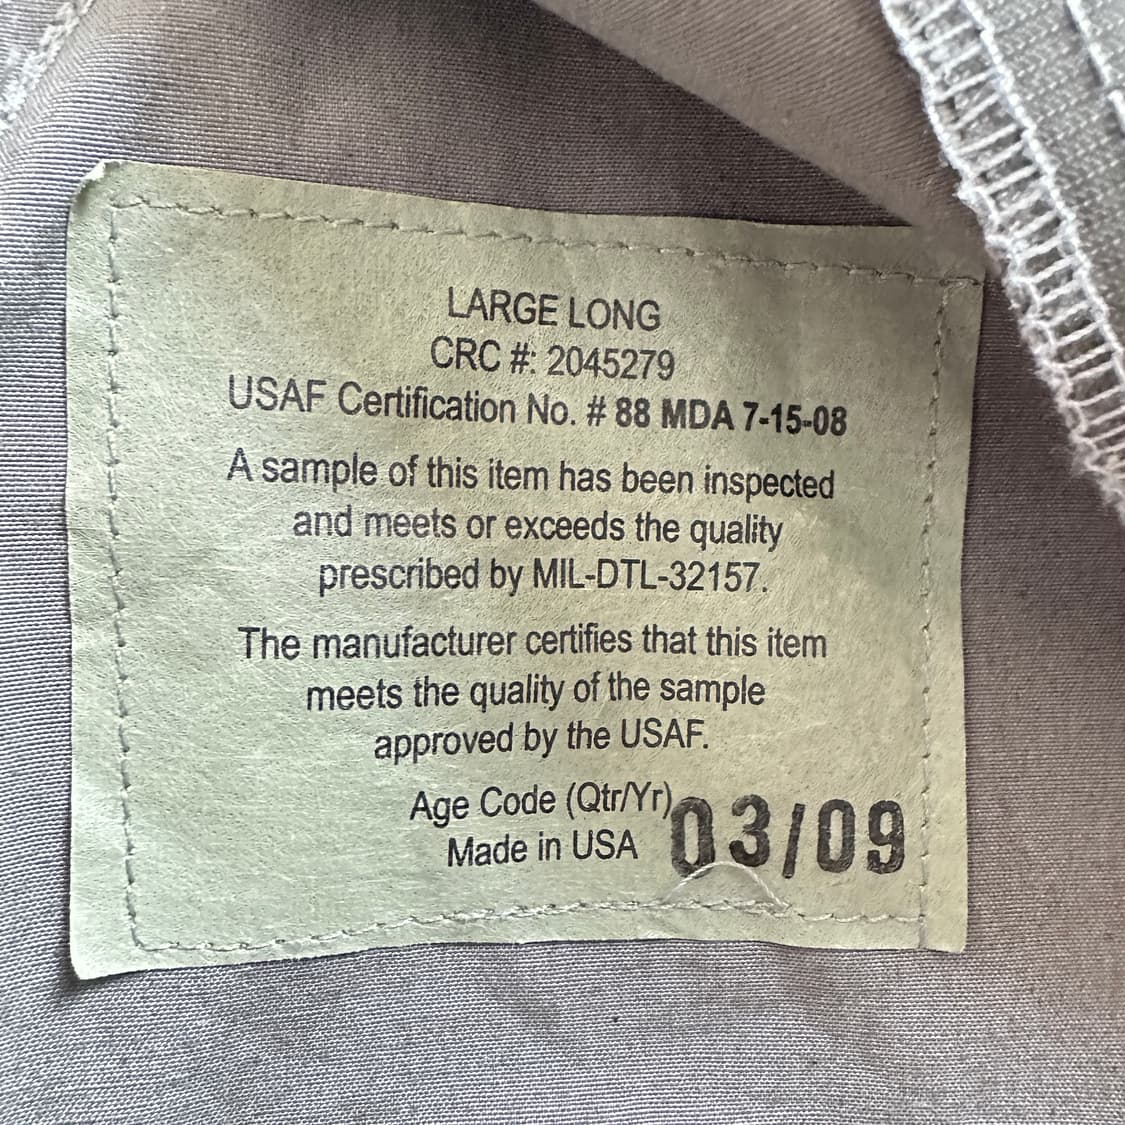 LARGE LONG
CRC #: 2045279
USAF Certification No. # 88 MDA 7-15-08
A sample of this item has been inspected
and meets or exceeds the quality
prescribed by MIL-DTL-32157.
The manufacturer certifies that this item
meets the quality of the sample
approved by the USAF.
Age Code (Qtr/Yr) 03/09
Made in USA